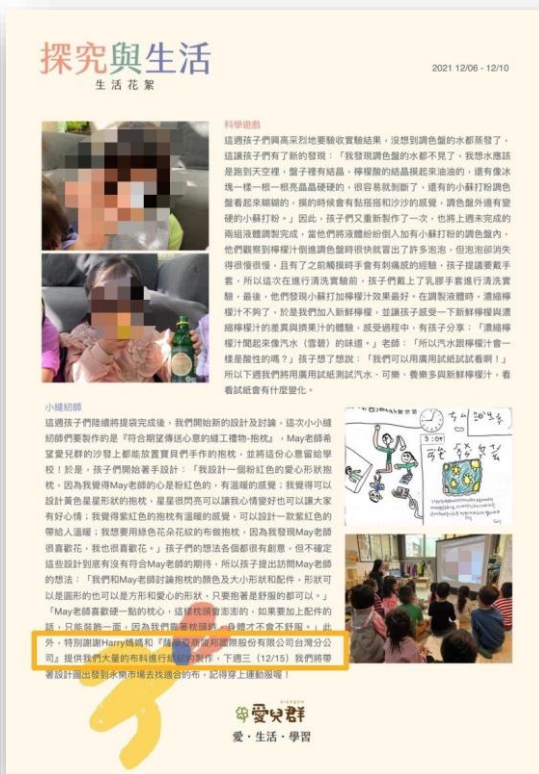 探究與生活
生活花絮
2021 12/06 - 12/10
科學遊戲
這週孩子們興高采烈地要驗收實驗結果，沒想到調色盤的水都蒸發了，
這讓孩子們有了新的發現：「我發現調色盤的水都不見了，我想水應該
是跑到天空裡，盤子裡有結晶，檸檬酸的結晶摸起來油油的，還有像冰
塊一樣一根一根亮晶晶硬硬的，很容易就剝斷了，還有的小蘇打粉調色
盤看起來糊糊的，摸的時候會有黏搭搭和沙沙的感覺，調色盤外邊有變
硬的小蘇打粉。」因此，孩子們又重新製作了一次，也將上週未完成的
兩組液體調製完成，當他們將液體紛紛倒入加有小蘇打粉的調色盤內，
他們觀察到檸檬汁倒進調色盤時很快就冒出了許多泡泡，但泡泡卻消失
得很慢很慢，且有了之前觸摸時手會有刺痛感的經驗，孩子提議要戴手
套，所以這次在進行清洗實驗前，孩子們戴上了乳膠手套來進行清洗實
驗，最後，他們發現小蘇打加檸檬汁效果最好。在調製液體時，濃縮檸
檬汁不夠了，於是我們加入新鮮檸檬，並讓孩子感受一下新鮮檸檬與濃
縮檸檬汁的差異與擠果汁的體驗，感受過程中，有孩子分享：「濃縮檸
檬汁聞起來像汽水（雪碧）的味道。」老師：「所以汽水跟檸檬汁會一
樣是酸性的嗎？」孩子想了想說：「我們可以用廣用試紙試試看啊！」
所以下週我們將用廣用試紙測試汽水、可樂、養樂多與新鮮檸檬汁，看
看試紙會有什麼變化。
小縫紉師
這週孩子們陸續將提袋完成後，我們開始新的設計及討論，這次小小縫
紉師們要製作的是『符合期望傳送心意的縫工禮物-抱枕』，May老師希
望愛兒群的沙發上都能放置寶貝們手作的抱枕，並將這份心意留給學
校！於是，孩子們開始著手設計：「我設計一個粉紅色的愛心形狀抱
枕，因為我覺得May老師的心是粉紅色的，有溫暖的感覺；我覺得可以
設計黃色星星形狀的抱枕，星星很閃亮可以讓我心情變好也可以讓大家
有好心情；我覺得紫紅色的抱枕有溫暖的感覺，可以設計一款紫紅色的
帶給人溫暖；我想要用綠色花朵花紋的布做抱枕，因為我發現May老師
很喜歡花，我也很喜歡花。」孩子們的想法各個都很有創意，但不確定
這些設計到底有沒有符合May老師的期待，所以孩子提出訪問May老師
的想法：「我們和May老師討論抱枕的顏色及大小形狀和配件，形狀可
以是圓形的也可以是方形和愛心的形狀、只要抱著是舒服的都可以。」
「May老師喜歡硬一點的枕心，這樣枕頭會澎澎的，如果要加上配件的
話，只能裝飾一面，因為我們靠著枕頭時，身體才不會不舒服。」此
外，特別謝謝Harry媽媽和『國際股份有限公司台灣分公
司』提供我們大量的布料進行的製作，下週三（12/15）我們將帶
著設計圖出發到永樂市場去找適合的布，記得穿上運動服喔！
愛兒群
愛・生活・學習